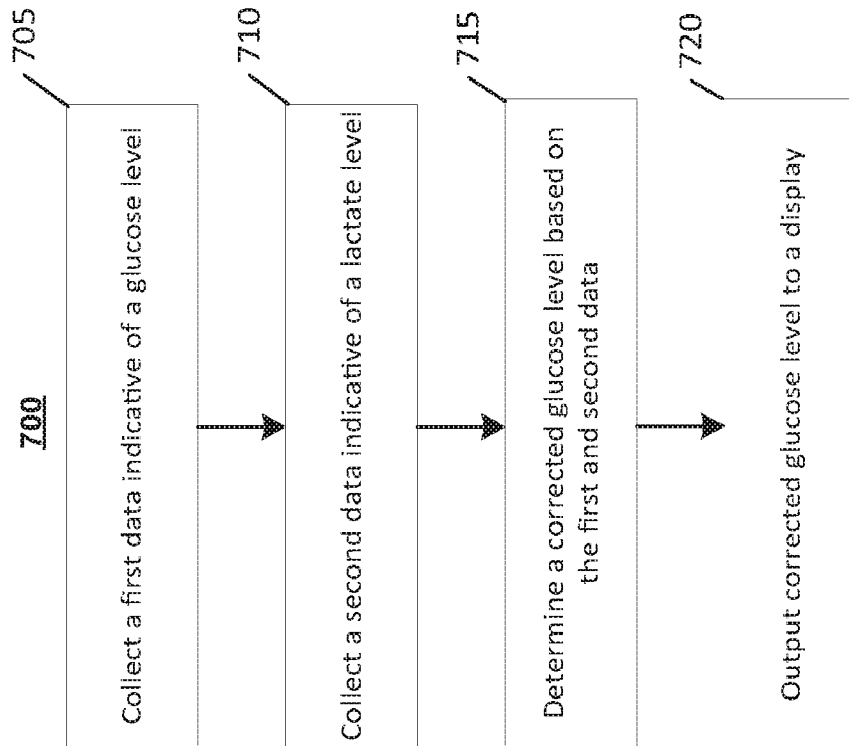 700
705
Collect a first data indicative of a glucose level
710
Collect a second data indicative of a lactate level
715
Determine a corrected glucose level based on
the first and second data
720
Output corrected glucose level to a display